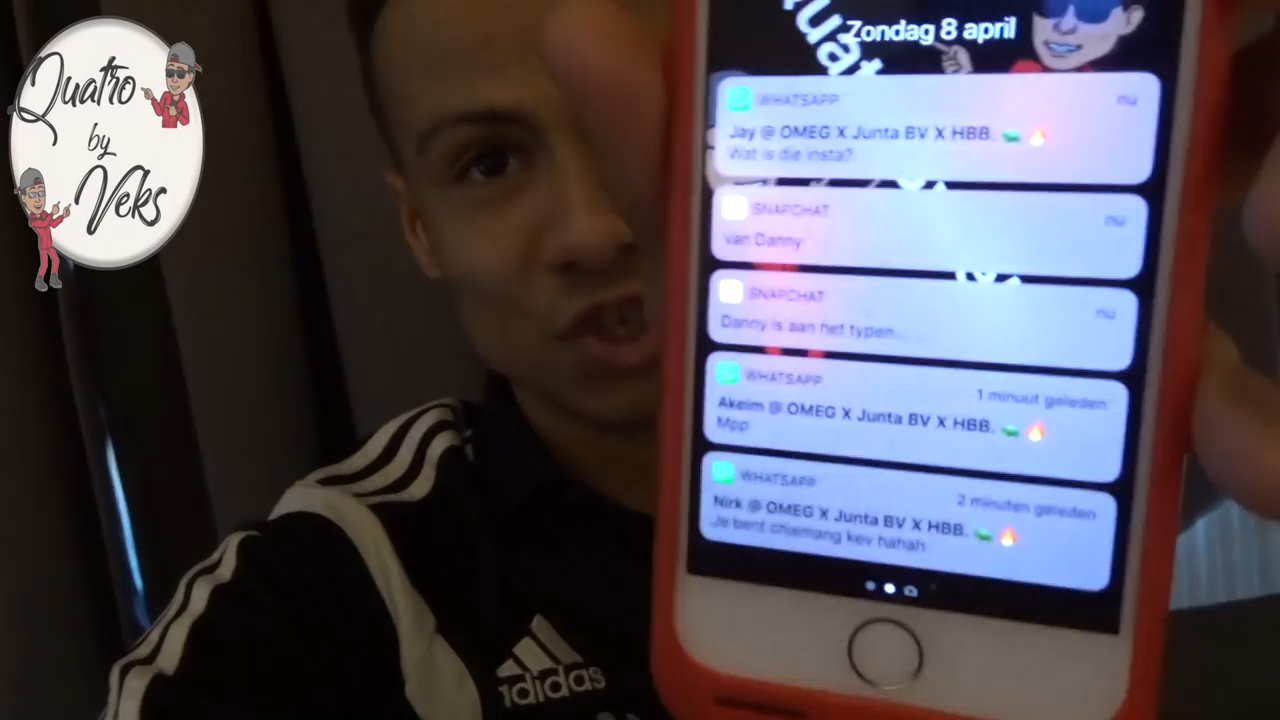 Quatro
by
Veks
Quat
Zondag 8 april
WHATSAPP
nu
Jay @ OMEG X Junta BV X HBB. 🐊 🔥
Wat is die insta?
SNAPCHAT
nu
van Danny
SNAPCHAT
nu
Danny is aan het typen...
WHATSAPP
1 minuut geleden
Akeim @ OMEG X Junta BV X HBB. 🐊 🔥
Mpp
WHATSAPP
2 minuten geleden
Nirk @ OMEG X Junta BV X HBB. 🐊 🔥
Je bent chiemang kev hahah
adidas